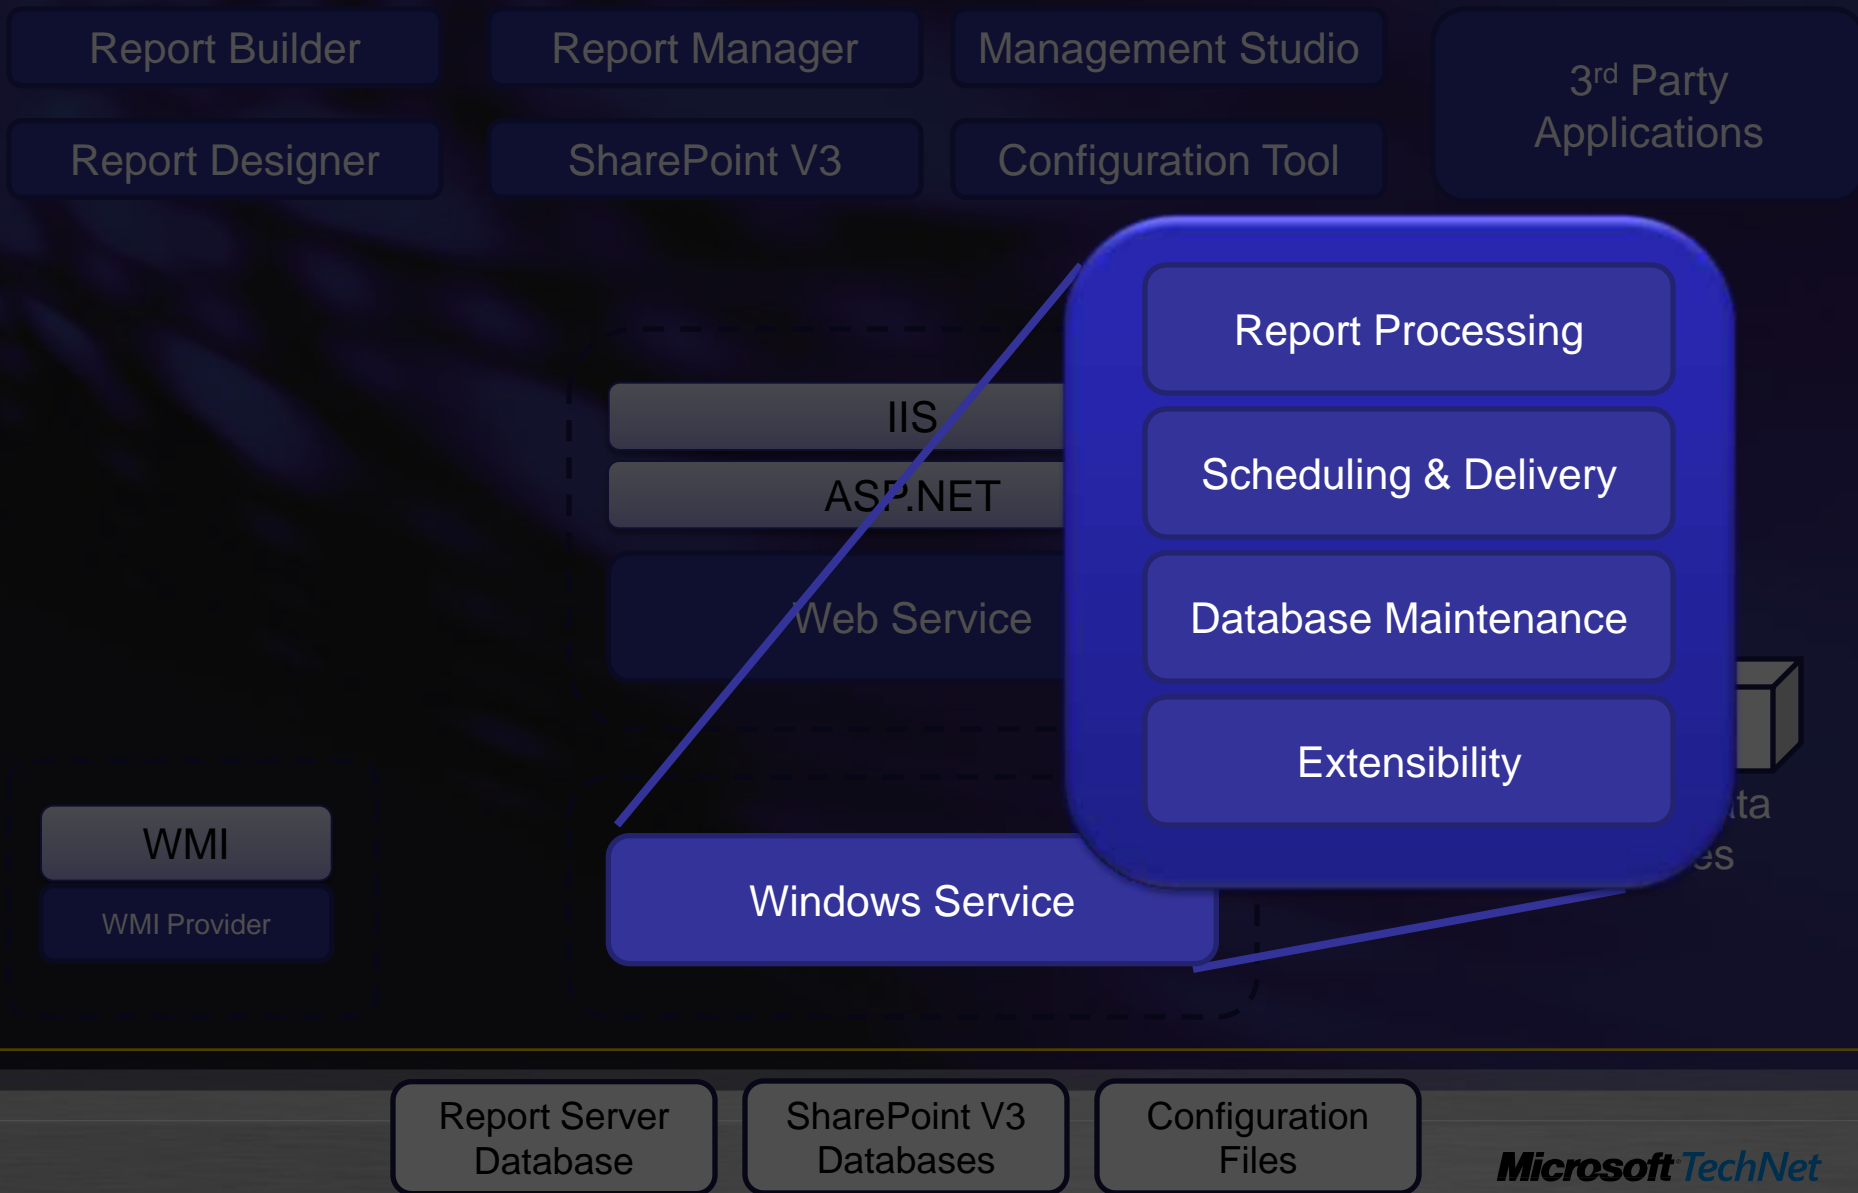 Report Builder
Report Manager
Management Studio
3rd Party
Applications
Report Designer
SharePoint V3
Configuration Tool
Report Processing
IIS
Scheduling & Delivery
ASP.NET
Web Service
Database Maintenance
Extensibility
ta
es
WMI
WMI Provider
Windows Service
Report Server
Database
SharePoint V3
Databases
Configuration
Files
Microsoft TechNet